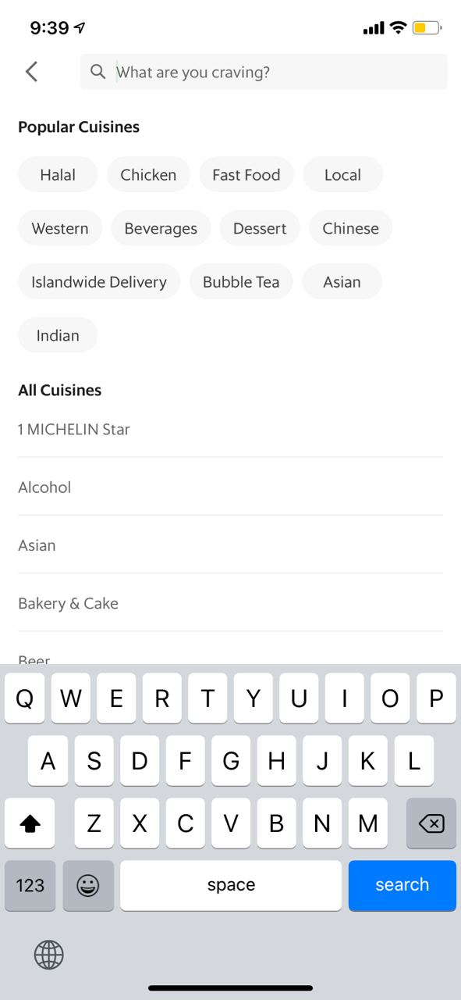 9:39
What are you craving?
Popular Cuisines
Halal Chicken Fast Food Local
Western Beverages Dessert Chinese
Islandwide Delivery Bubble Tea Asian
Indian
All Cuisines
1 MICHELIN Star
Alcohol
Asian
Bakery & Cake
Beer
Q W E R T Y U I O P
A S D F G H J K L
Z X C V B N M
123 space search